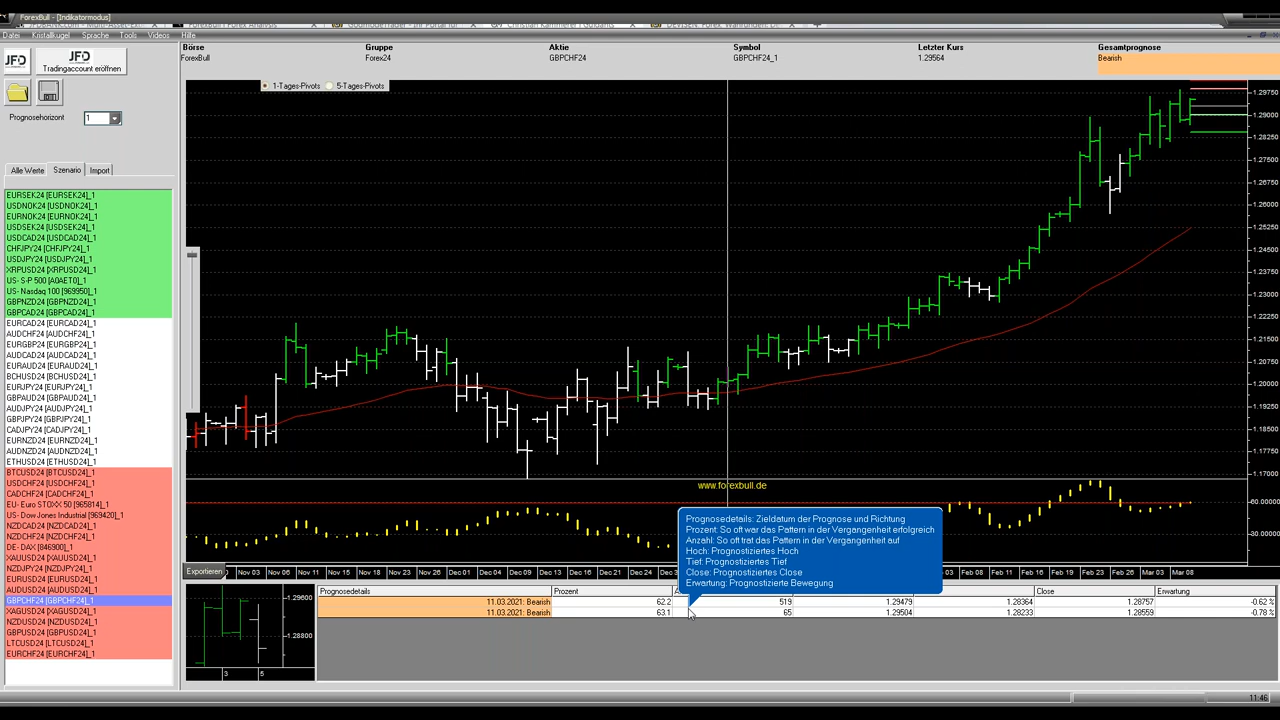 ForexBull - [Indikatormodus]
Datei Kristallkugel Sprache Tools Videos Hilfe
JFD
JFD
Tradingaccount eröffnen
Börse Gruppe Aktie Symbol Letzter Kurs Gesamtprognose
ForexBull Forex24 GBPCHF24 GBPCHF24_1 1.29564 Bearish
1-Tages-Pivots 5-Tages-Pivots
Prognosehorizont 1
Alle Werte Szenario Import
EURSEK24 [EURSEK24]_1
USDNOK24 [USDNOK24]_1
EURNOK24 [EURNOK24]_1
USDSEK24 [USDSEK24]_1
USDCAD24 [USDCAD24]_1
CHFJPY24 [CHFJPY24]_1
USDJPY24 [USDJPY24]_1
XRPUSD24 [XRPUSD24]_1
US- S-P 500 [A0AET0]_1
US- Nasdaq 100 [969950]_1
GBPNZD24 [GBPNZD24]_1
GBPCAD24 [GBPCAD24]_1
EURCAD24 [EURCAD24]_1
AUDCHF24 [AUDCHF24]_1
EURGBP24 [EURGBP24]_1
AUDCAD24 [AUDCAD24]_1
EURAUD24 [EURAUD24]_1
BCHUSD24 [BCHUSD24]_1
EURJPY24 [EURJPY24]_1
GBPAUD24 [GBPAUD24]_1
AUDJPY24 [AUDJPY24]_1
GBPJPY24 [GBPJPY24]_1
CADJPY24 [CADJPY24]_1
EURNZD24 [EURNZD24]_1
AUDNZD24 [AUDNZD24]_1
ETHUSD24 [ETHUSD24]_1
BTCUSD24 [BTCUSD24]_1
USDCHF24 [USDCHF24]_1
CADCHF24 [CADCHF24]_1
EU- Euro STOXX 50 [965814]_1
US- Dow Jones Industrial [969420]_1
NZDCAD24 [NZDCAD24]_1
NZDCHF24 [NZDCHF24]_1
DE- DAX [846900]_1
XAUUSD24 [XAUUSD24]_1
NZDJPY24 [NZDJPY24]_1
EURUSD24 [EURUSD24]_1
AUDUSD24 [AUDUSD24]_1
GBPCHF24 [GBPCHF24]_1
XAGUSD24 [XAGUSD24]_1
NZDUSD24 [NZDUSD24]_1
GBPUSD24 [GBPUSD24]_1
LTCUSD24 [LTCUSD24]_1
EURCHF24 [EURCHF24]_1
1.29750
1.29000
1.28250
1.27500
1.26750
1.26000
1.25250
1.24500
1.23750
1.23000
1.22250
1.21500
1.20750
1.20000
1.19250
1.18500
1.17750
1.17000
www.forexbull.de
60.00000
30.00000
Prognosedetails: Zieldatum der Prognose und Richtung
Prozent: So oft war das Pattern in der Vergangenheit erfolgreich
Anzahl: So oft trat das Pattern in der Vergangenheit auf
Hoch: Prognostiziertes Hoch
Tief: Prognostiziertes Tief
Close: Prognostiziertes Close
Erwartung: Prognostizierte Bewegung
Exportieren Nov 03 Nov 08 Nov 12 Nov 17 Nov 22 Nov 26 Dec 01 Dec 06 Dec 10 Dec 15 Dec 20 Dec 24 Jan 26 Jan 31 Feb 04 Feb 09 Feb 14 Feb 18 Feb 23 Feb 28 Mar 03 Mar 08
Prognosedetails Prozent Close Erwartung
11.03.2021: Bearish 62.2 519 1.29479 1.28364 1.28757 -0.62 %
11.03.2021: Bearish 63.1 65 1.29504 1.28233 1.28559 -0.78 %
1.29600
1.28800
3 5
11:46